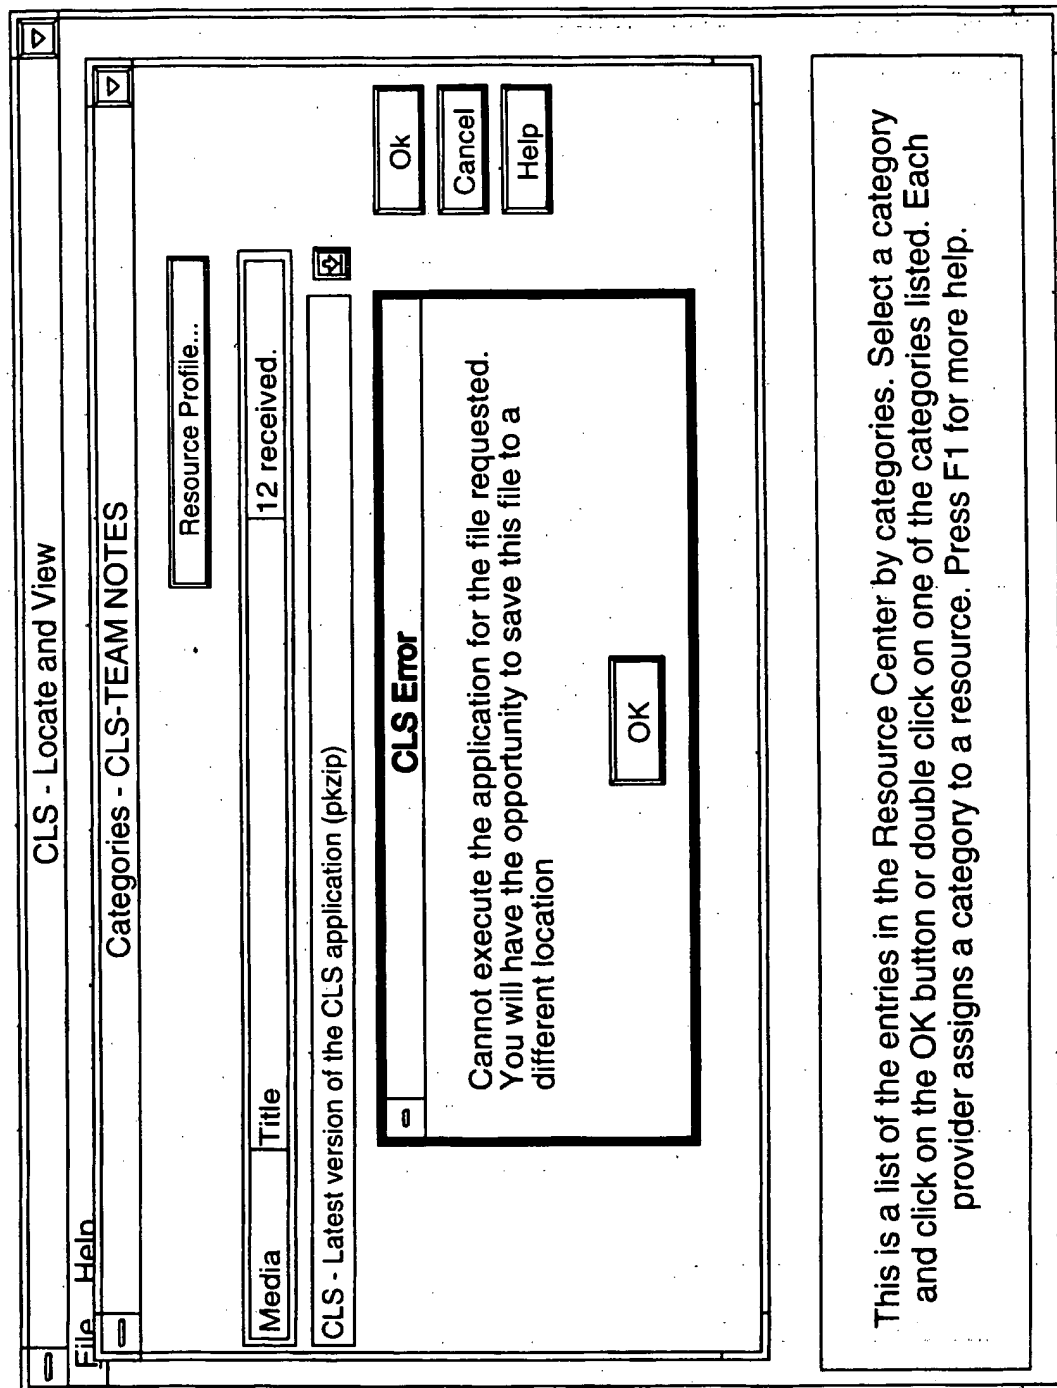 CLS - Locate and View
File Help
Categories - CLS-TEAM NOTES
Resource Profile...
Media Title 12 received.
CLS - Latest version of the CLS application (pkzip)
Ok
Cancel
Help
CLS Error
Cannot execute the application for the file requested.
You will have the opportunity to save this file to a
different location
OK
This is a list of the entries in the Resource Center by categories. Select a category
and click on the OK button or double click on one of the categories listed. Each
provider assigns a category to a resource. Press F1 for more help.